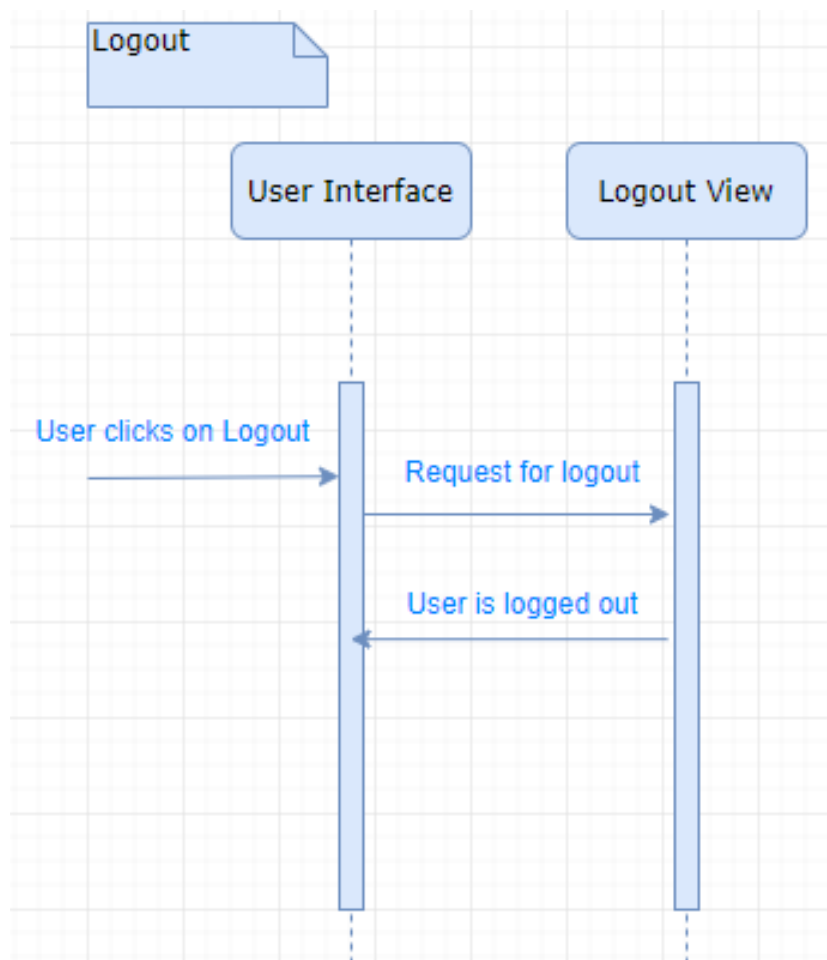 Logout
User Interface
Logout View
User clicks on Logout
Request for logout
User is logged out